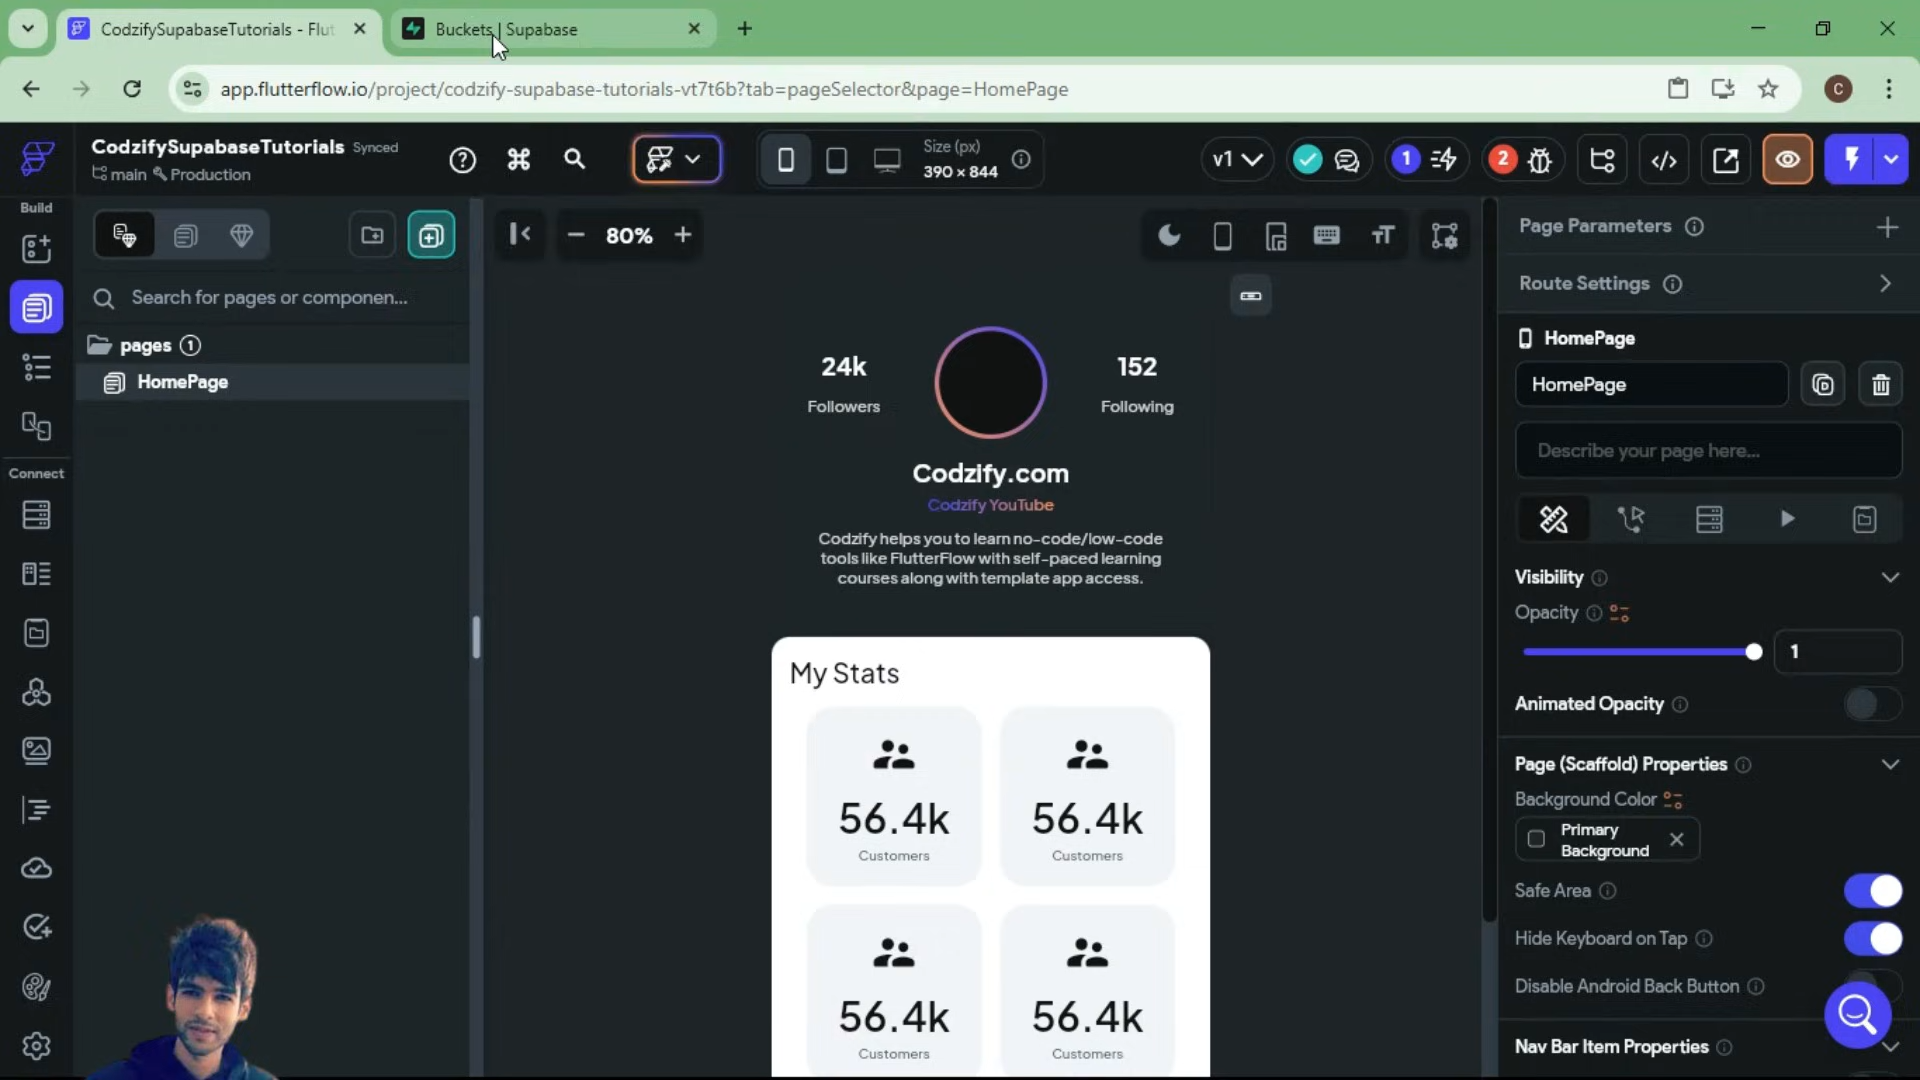 CodzifySupabaseTutorials - Flut
Buckets | Supabase
app.flutterflow.io/project/codzify-supabase-tutorials-vt7t6b?tab=pageSelector&page=HomePage
C
CodzifySupabaseTutorials Synced
main Production
Size (px)
390 × 844
v1
1
2
Build
Connect
80%
Search for pages or componen...
pages 1
HomePage
24k
Followers
152
Following
Codzify.com
Codzify YouTube
Codzify helps you to learn no-code/low-code
tools like FlutterFlow with self-paced learning
courses along with template app access.
My Stats
56.4k
Customers
56.4k
Customers
56.4k
Customers
56.4k
Customers
Page Parameters
Route Settings
HomePage
HomePage
Describe your page here...
Visibility
Opacity
1
Animated Opacity
Page (Scaffold) Properties
Background Color
Primary
Background
Safe Area
Hide Keyboard on Tap
Disable Android Back Button
Nav Bar Item Properties